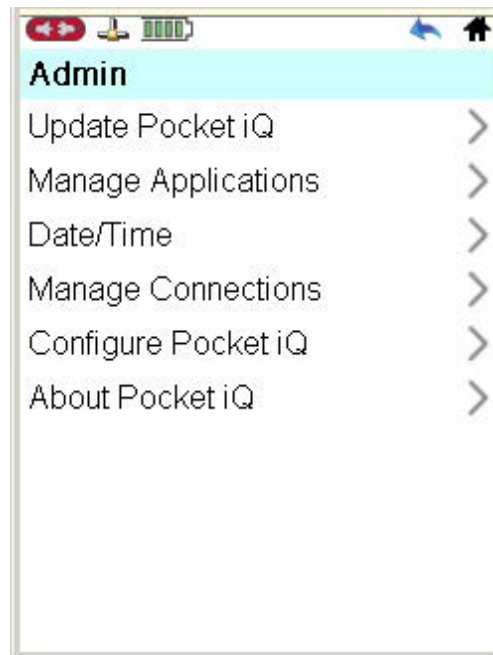 Admin
Update Pocket iQ
Manage Applications
Date/Time
Manage Connections
Configure Pocket iQ
About Pocket iQ